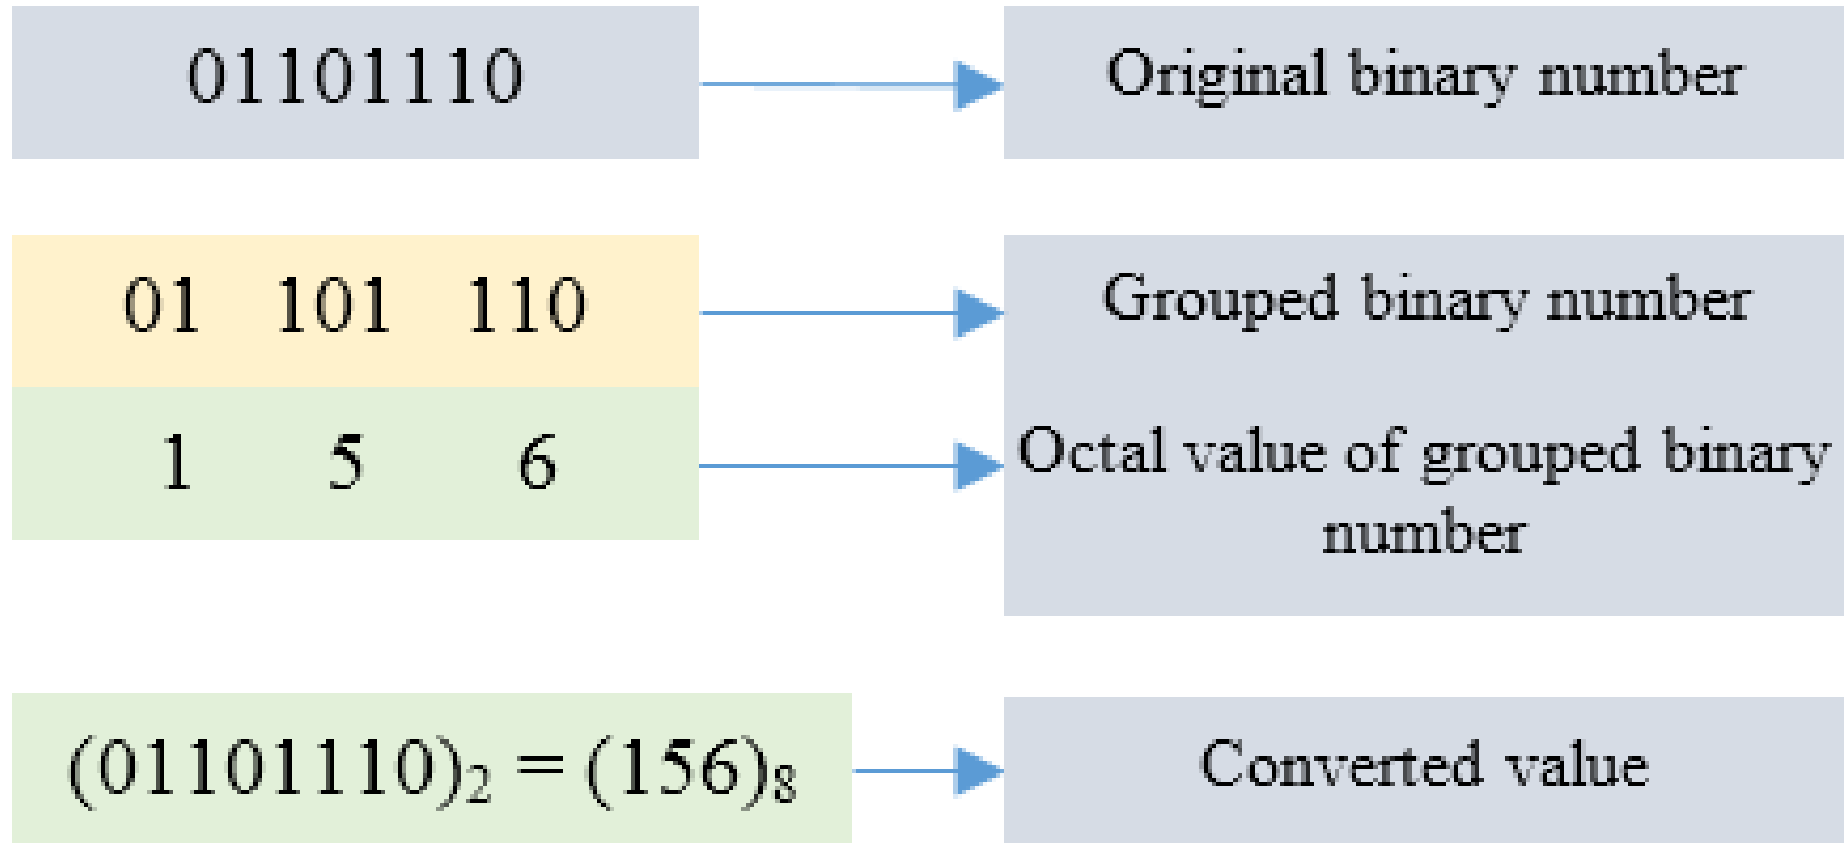 01101110
Original binary number
01 101 110
Grouped binary number
1 5 6
Octal value of grouped binary
number
(01101110)₂ = (156)₈
Converted value